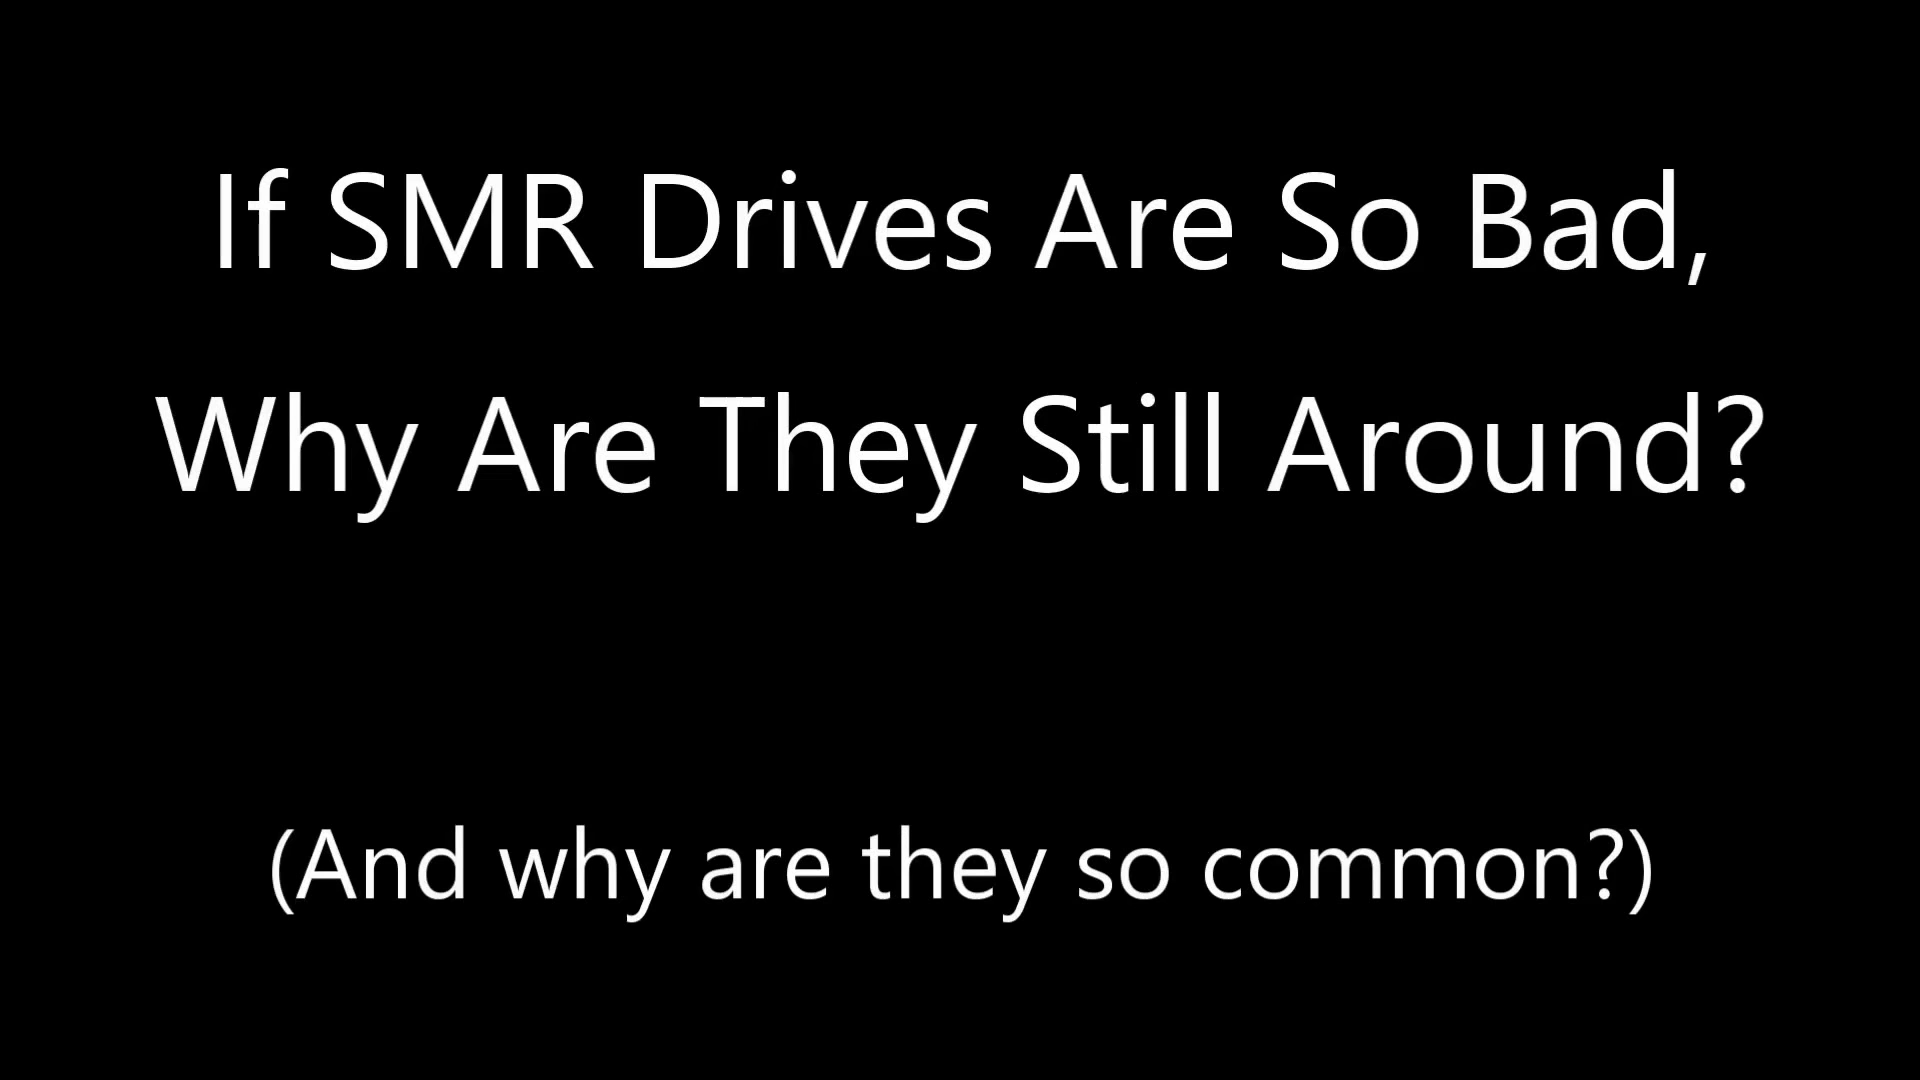 If SMR Drives Are So Bad,
Why Are They Still Around?
(And why are they so common?)